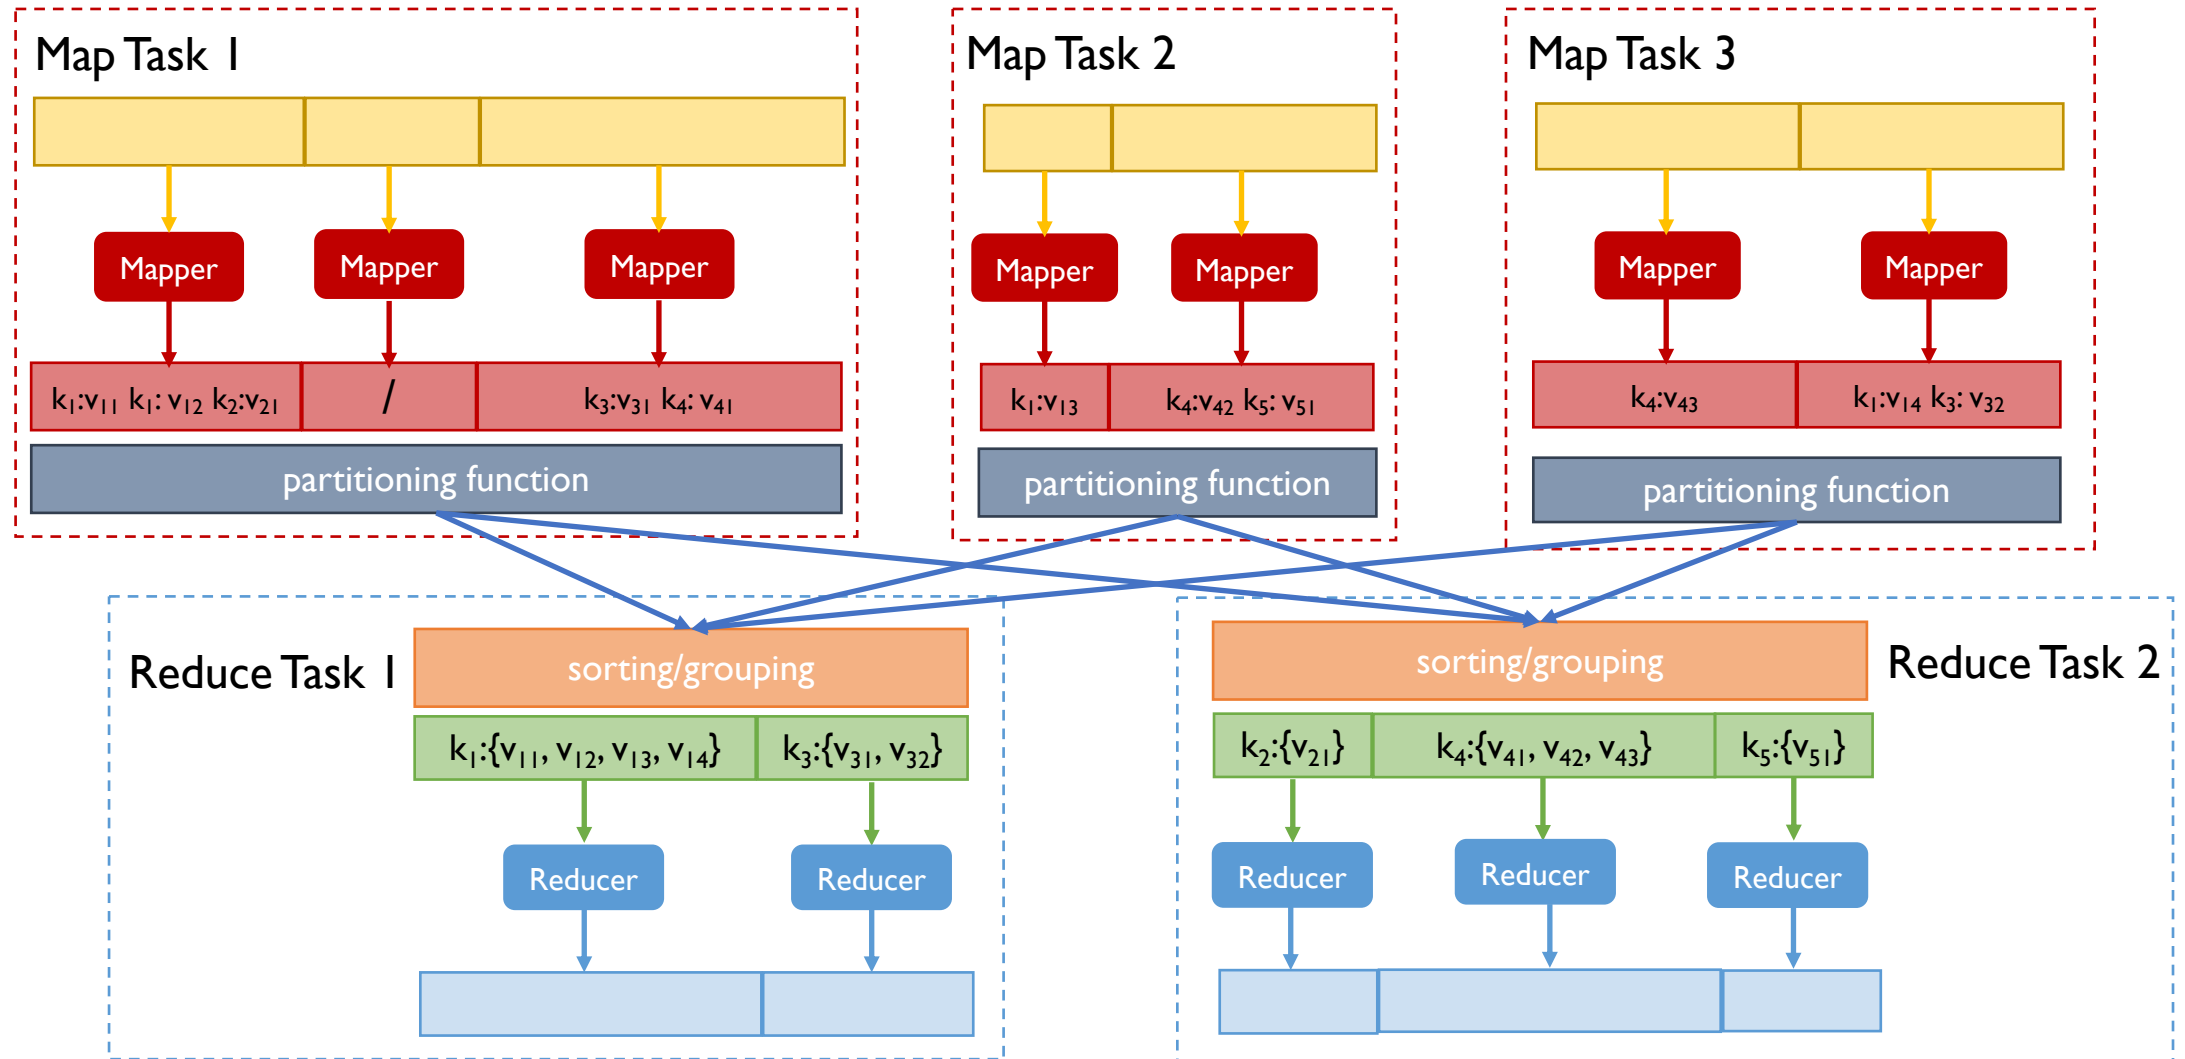 Map Task 1
Map Task 2
Map Task 3
Mapper
Mapper
Mapper
Mapper
Mapper
Mapper
Mapper
k₁:v₁₁ k₁: v₁₂ k₂:v₂₁
/
k₃:v₃₁ k₄: v₄₁
k₁:v₁₃
k₄:v₄₂ k₅: v₅₁
k₄:v₄₃
k₁:v₁₄ k₃: v₃₂
partitioning function
partitioning function
partitioning function
Reduce Task 1
sorting/grouping
sorting/grouping
Reduce Task 2
k₁:{v₁₁, v₁₂, v₁₃, v₁₄}
k₃:{v₃₁, v₃₂}
k₂:{v₂₁}
k₄:{v₄₁, v₄₂, v₄₃}
k₅:{v₅₁}
Reducer
Reducer
Reducer
Reducer
Reducer